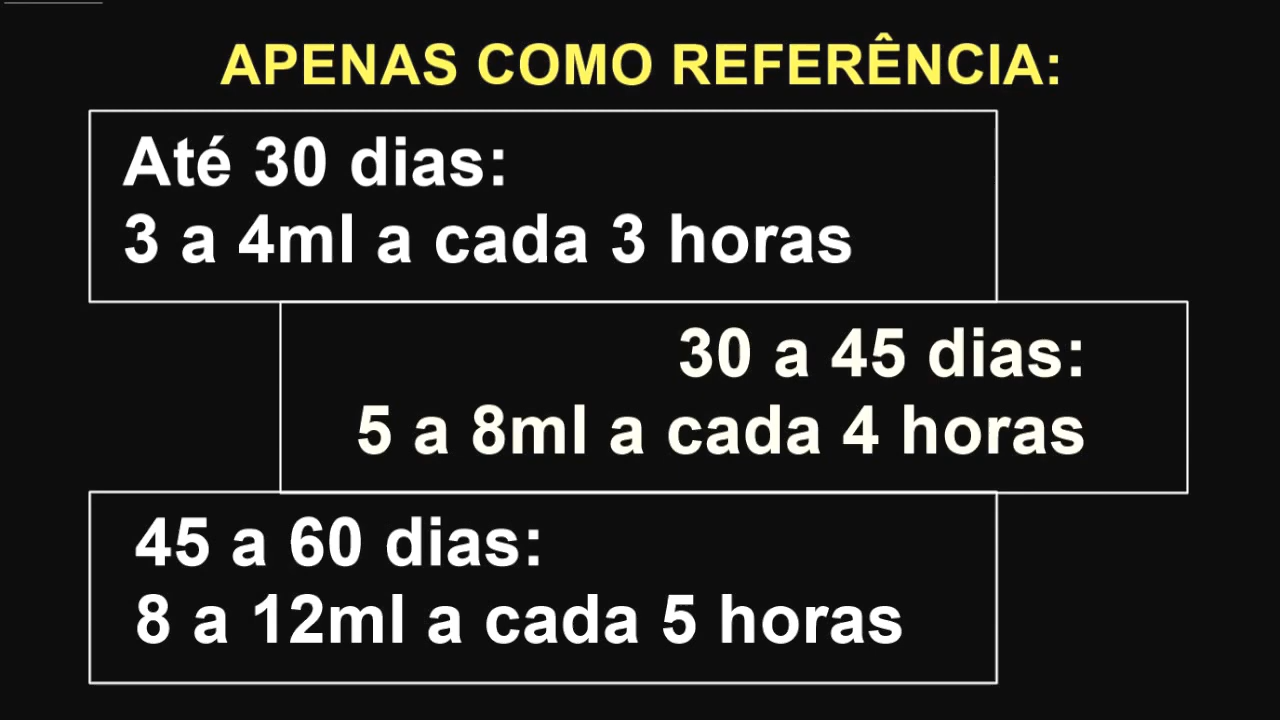 APENAS COMO REFERÊNCIA:
Até 30 dias:
3 a 4ml a cada 3 horas
30 a 45 dias:
5 a 8ml a cada 4 horas
45 a 60 dias:
8 a 12ml a cada 5 horas